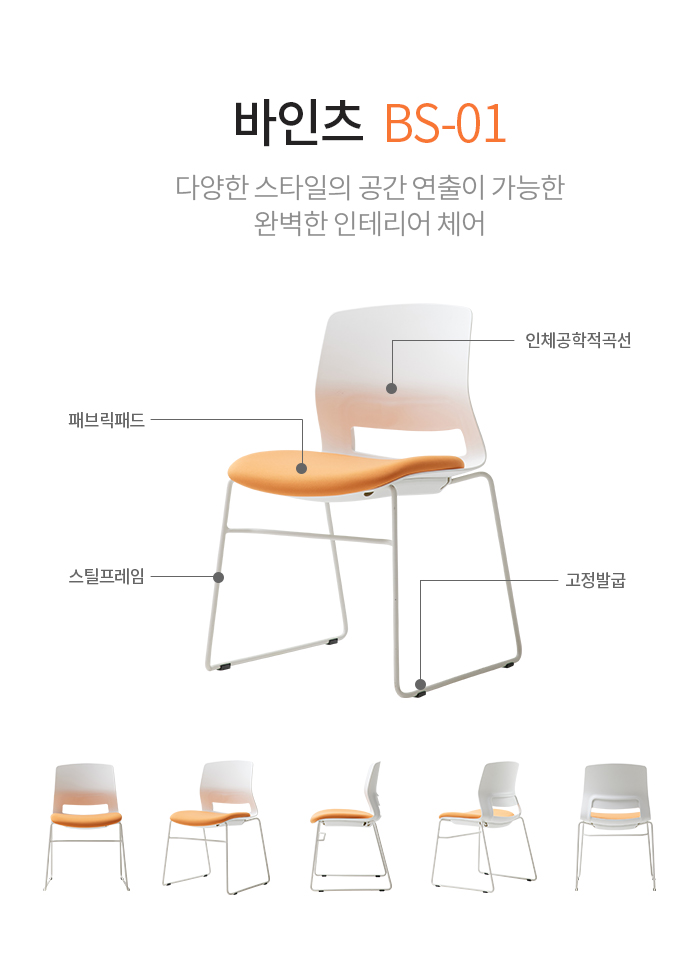 바인츠 BS-01
다양한 스타일의 공간 연출이 가능한
완벽한 인테리어 체어
인체공학적곡선
패브릭패드
스틸프레임
고정발굽